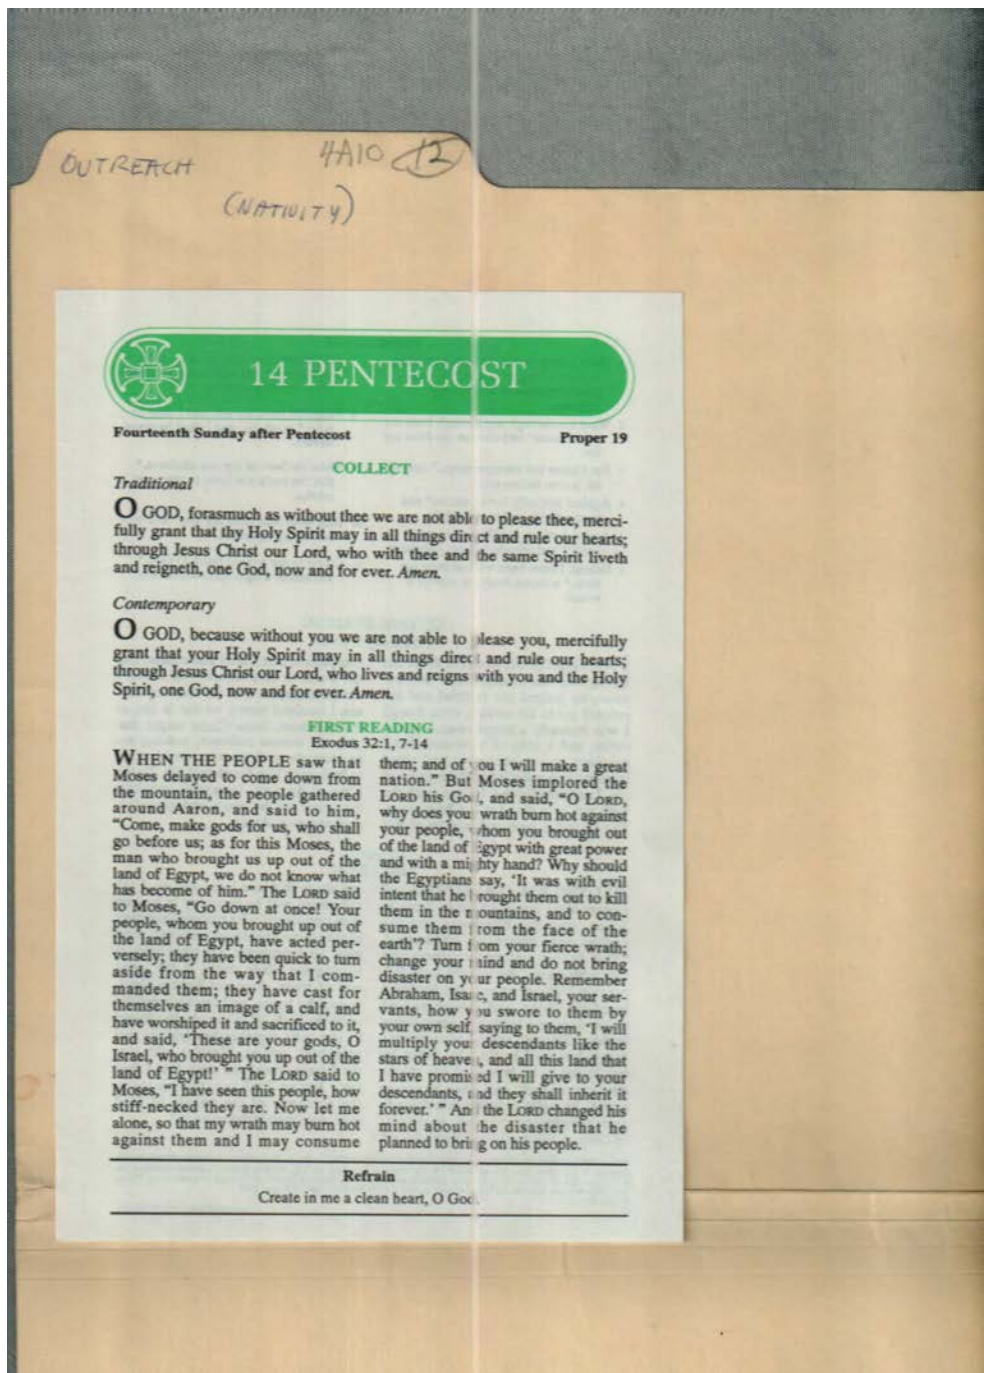 OUTREACH
4A10 12
(NATIVITY)
14 PENTECOST
Fourteenth Sunday after Pentecost
Proper 19
COLLECT
Traditional
O GOD, forasmuch as without thee we are not able to please thee, merci-
fully grant that thy Holy Spirit may in all things direct and rule our hearts;
through Jesus Christ our Lord, who with thee and the same Spirit liveth
and reigneth, one God, now and for ever. Amen.
Contemporary
O GOD, because without you we are not able to please you, mercifully
grant that your Holy Spirit may in all things direct and rule our hearts;
through Jesus Christ our Lord, who lives and reigns with you and the Holy
Spirit, one God, now and for ever. Amen.
FIRST READING
Exodus 32:1, 7-14
WHEN THE PEOPLE saw that
Moses delayed to come down from
the mountain, the people gathered
around Aaron, and said to him,
“Come, make gods for us, who shall
go before us; as for this Moses, the
man who brought us up out of the
land of Egypt, we do not know what
has become of him.” The LORD said
to Moses, “Go down at once! Your
people, whom you brought up out of
the land of Egypt, have acted per-
versely; they have been quick to turn
aside from the way that I com-
manded them; they have cast for
themselves an image of a calf, and
have worshiped it and sacrificed to it,
and said, ‘These are your gods, O
Israel, who brought you up out of the
land of Egypt!’ ” The LORD said to
Moses, “I have seen this people, how
stiff-necked they are. Now let me
alone, so that my wrath may burn hot
against them and I may consume
them; and of you I will make a great
nation.” But Moses implored the
LORD his God, and said, “O LORD,
why does your wrath burn hot against
your people, whom you brought out
of the land of Egypt with great power
and with a mighty hand? Why should
the Egyptians say, ‘It was with evil
intent that he brought them out to kill
them in the mountains, and to con-
sume them from the face of the
earth’? Turn from your fierce wrath;
change your mind and do not bring
disaster on your people. Remember
Abraham, Isaac, and Israel, your ser-
vants, how you swore to them by
your own self, saying to them, ‘I will
multiply your descendants like the
stars of heaven, and all this land that
I have promised I will give to your
descendants, and they shall inherit it
forever.’ ” And the LORD changed his
mind about the disaster that he
planned to bring on his people.
Refrain
Create in me a clean heart, O God.